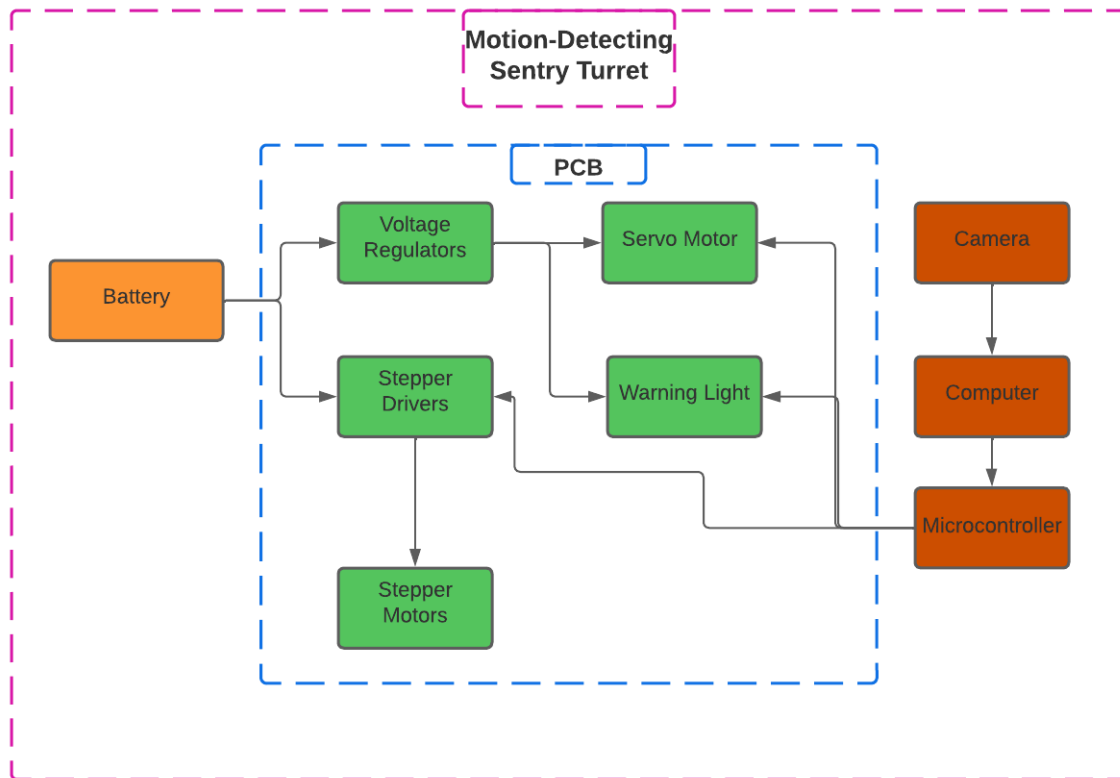 Motion-Detecting
Sentry Turret
PCB
Voltage
Regulators
Servo Motor
Camera
Battery
Stepper
Drivers
Warning Light
Computer
Microcontroller
Stepper
Motors